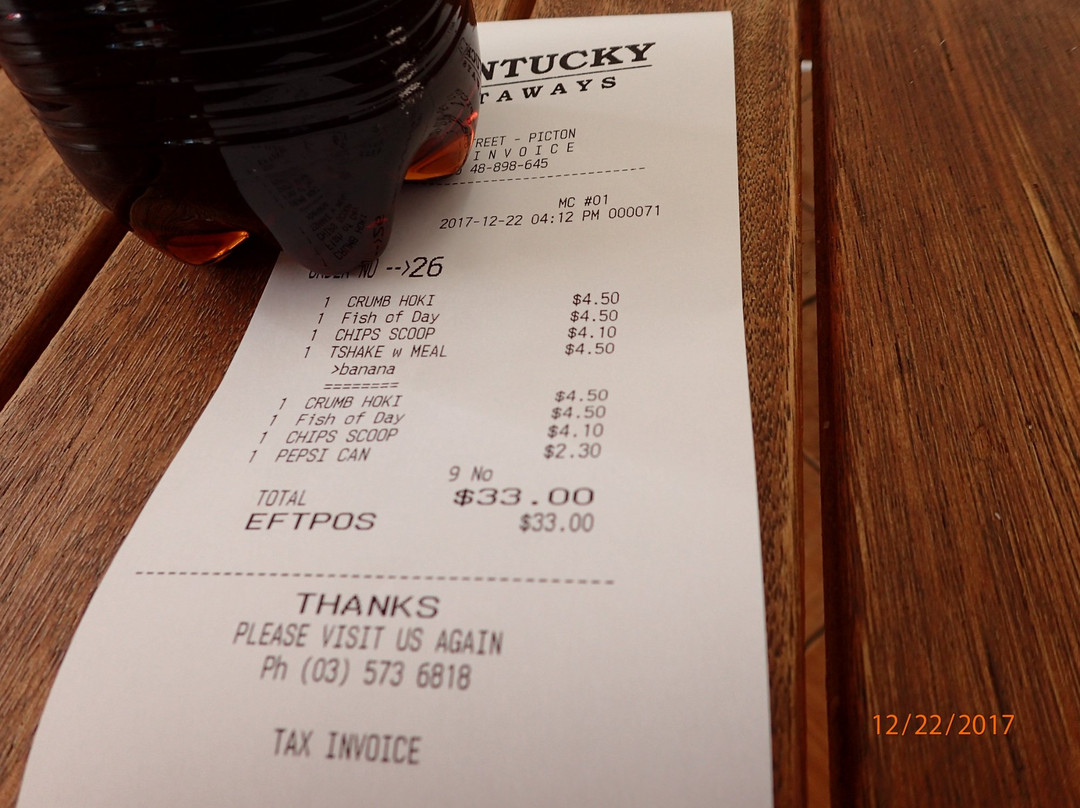 NTUCKY
TAWAYS
REET - PICTON
INVOICE
48-898-645
MC #01
2017-12-22 04:12 PM 000071
ORDER NO -->26
1 CRUMB HOKI $4.50
1 Fish of Day $4.50
1 CHIPS SCOOP $4.10
1 TSHAKE w MEAL $4.50
>banana
========
1 CRUMB HOKI $4.50
1 Fish of Day $4.50
1 CHIPS SCOOP $4.10
1 PEPSI CAN $2.30
9 No
TOTAL $33.00
EFTPOS $33.00
THANKS
PLEASE VISIT US AGAIN
Ph (03) 573 6818
TAX INVOICE
12/22/2017